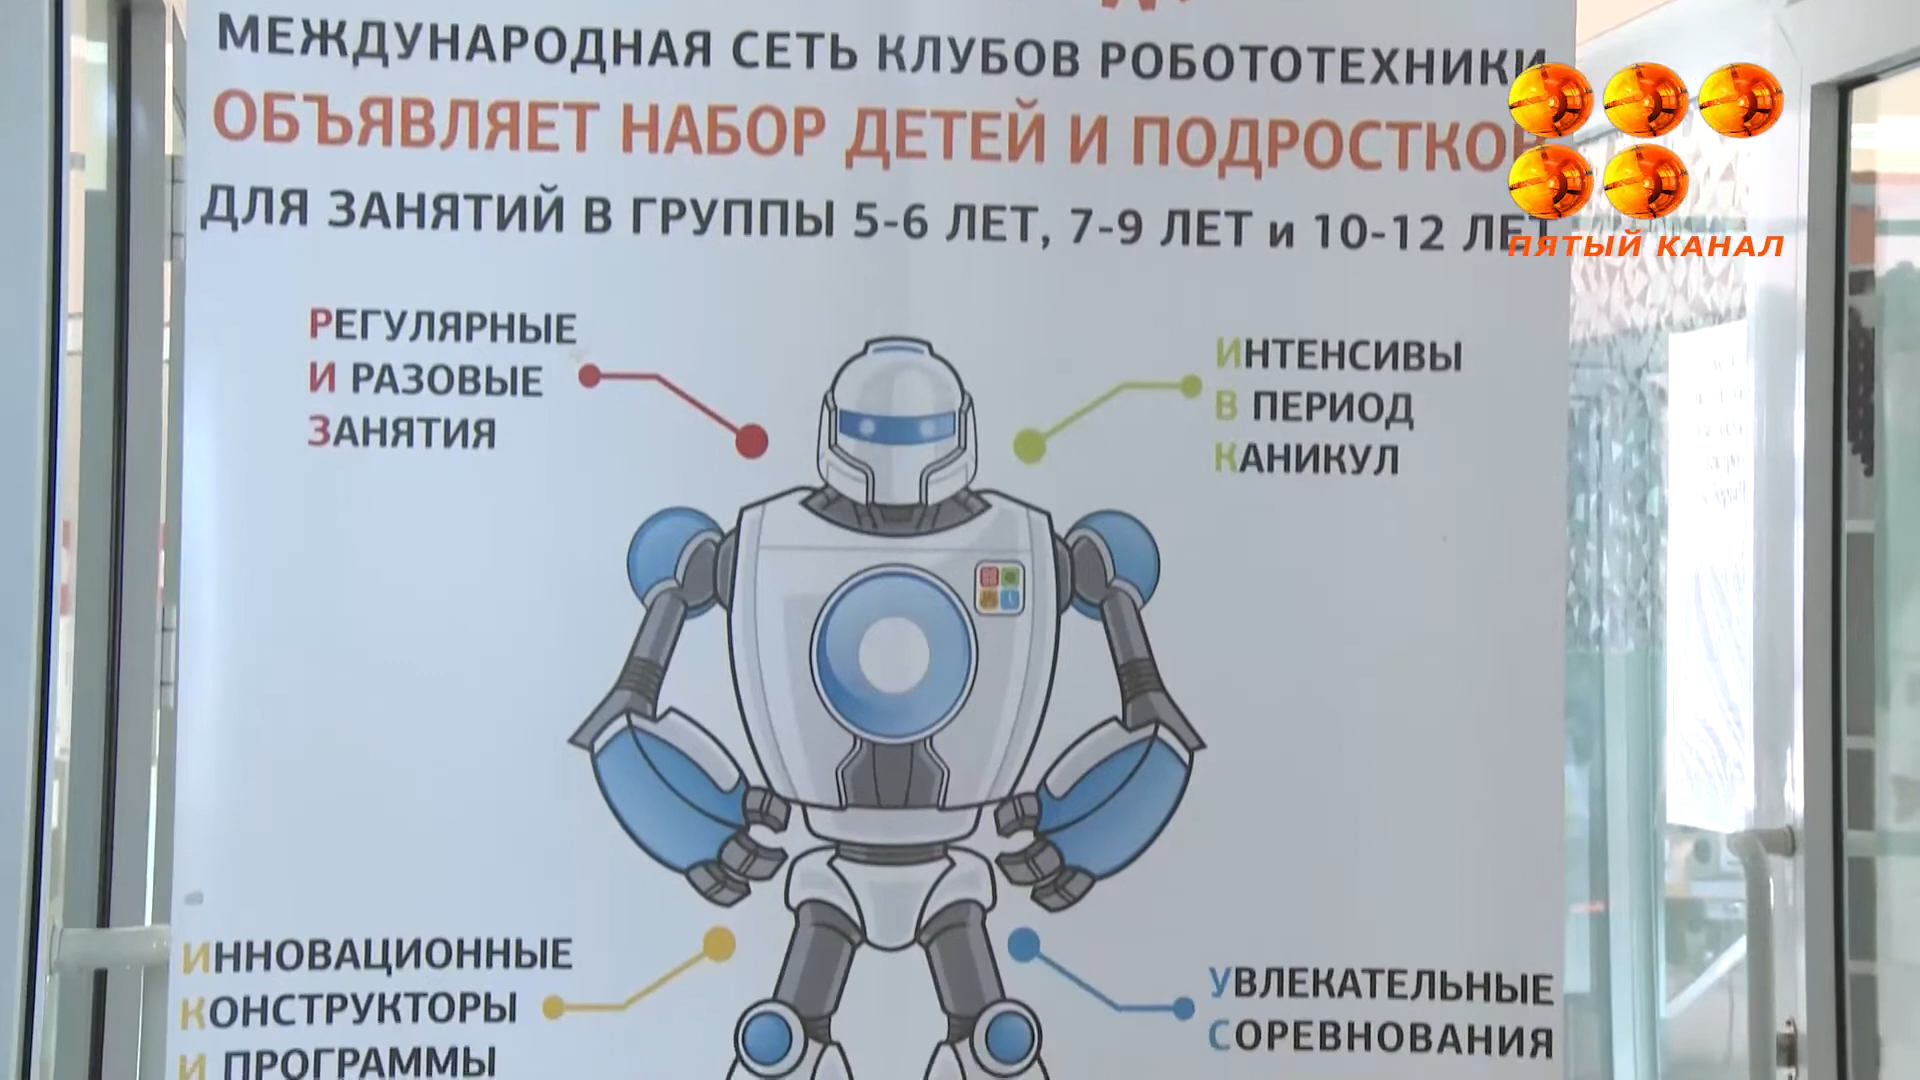 МЕЖДУНАРОДНАЯ СЕТЬ КЛУБОВ РОБОТОТЕХНИКИ
ОБЪЯВЛЯЕТ НАБОР ДЕТЕЙ И ПОДРОСТКОВ
ДЛЯ ЗАНЯТИЙ В ГРУППЫ 5-6 ЛЕТ, 7-9 ЛЕТ и 10-12 ЛЕТ
ПЯТЫЙ КАНАЛ
РЕГУЛЯРНЫЕ
И РАЗОВЫЕ
ЗАНЯТИЯ
ИНТЕНСИВЫ
В ПЕРИОД
КАНИКУЛ
ИННОВАЦИОННЫЕ
КОНСТРУКТОРЫ
И ПРОГРАММЫ
УВЛЕКАТЕЛЬНЫЕ
СОРЕВНОВАНИЯ